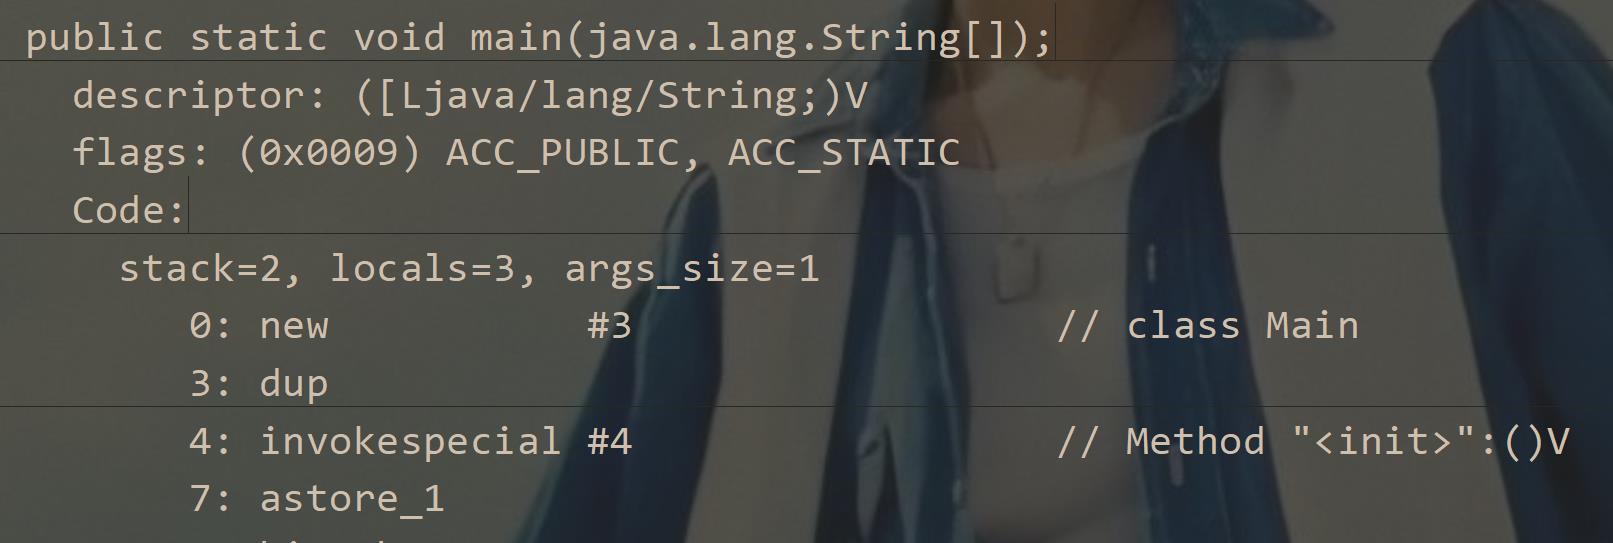 public static void main(java.lang.String[]);
descriptor: ([Ljava/lang/String;)V
flags: (0x0009) ACC_PUBLIC, ACC_STATIC
Code:
stack=2, locals=3, args_size=1
0: new #3 // class Main
3: dup
4: invokespecial #4 // Method "<init>":()V
7: astore_1